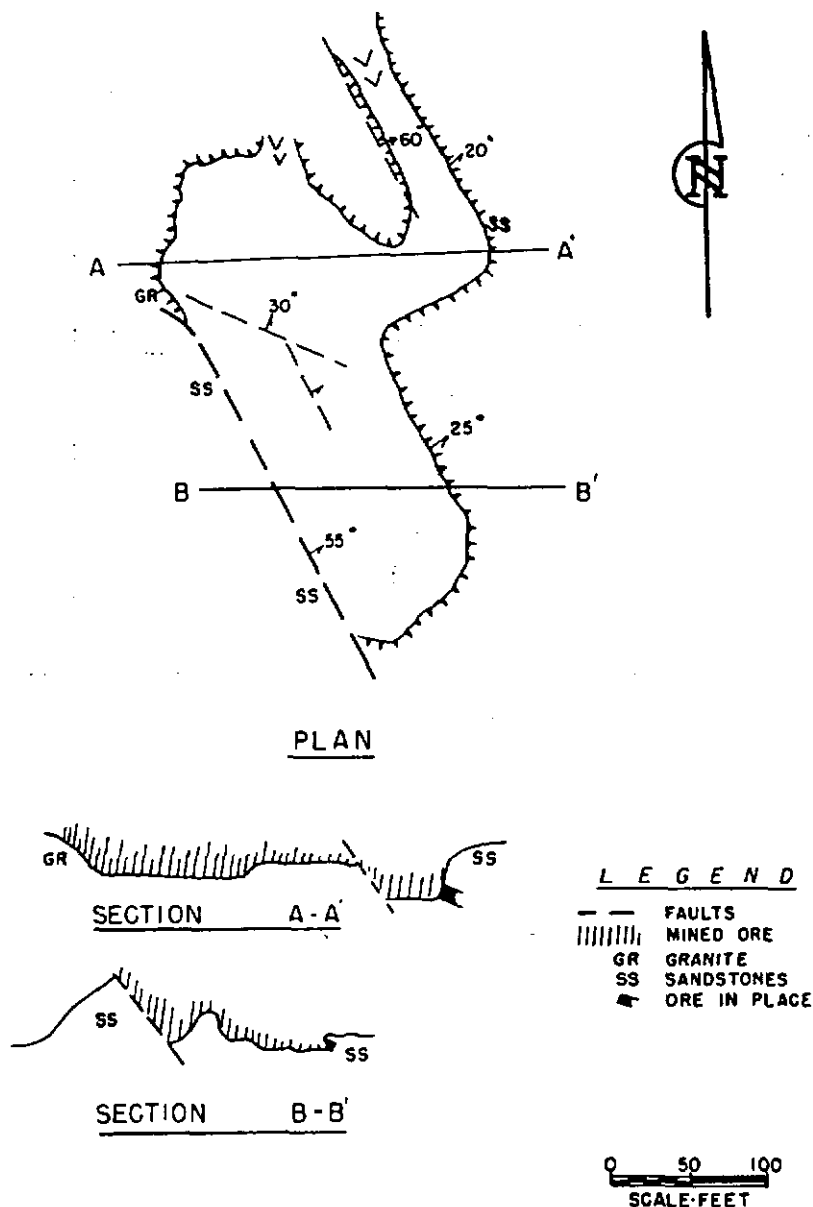 60°
20°
SS
N
A
A'
GR
30°
SS
25°
B
B'
55°
SS
PLAN
GR
SS
SECTION A-A'
SS
SS
SECTION B-B'
LEGEND
FAULTS
MINED ORE
GR GRANITE
SS SANDSTONES
ORE IN PLACE
0 50 100
SCALE-FEET